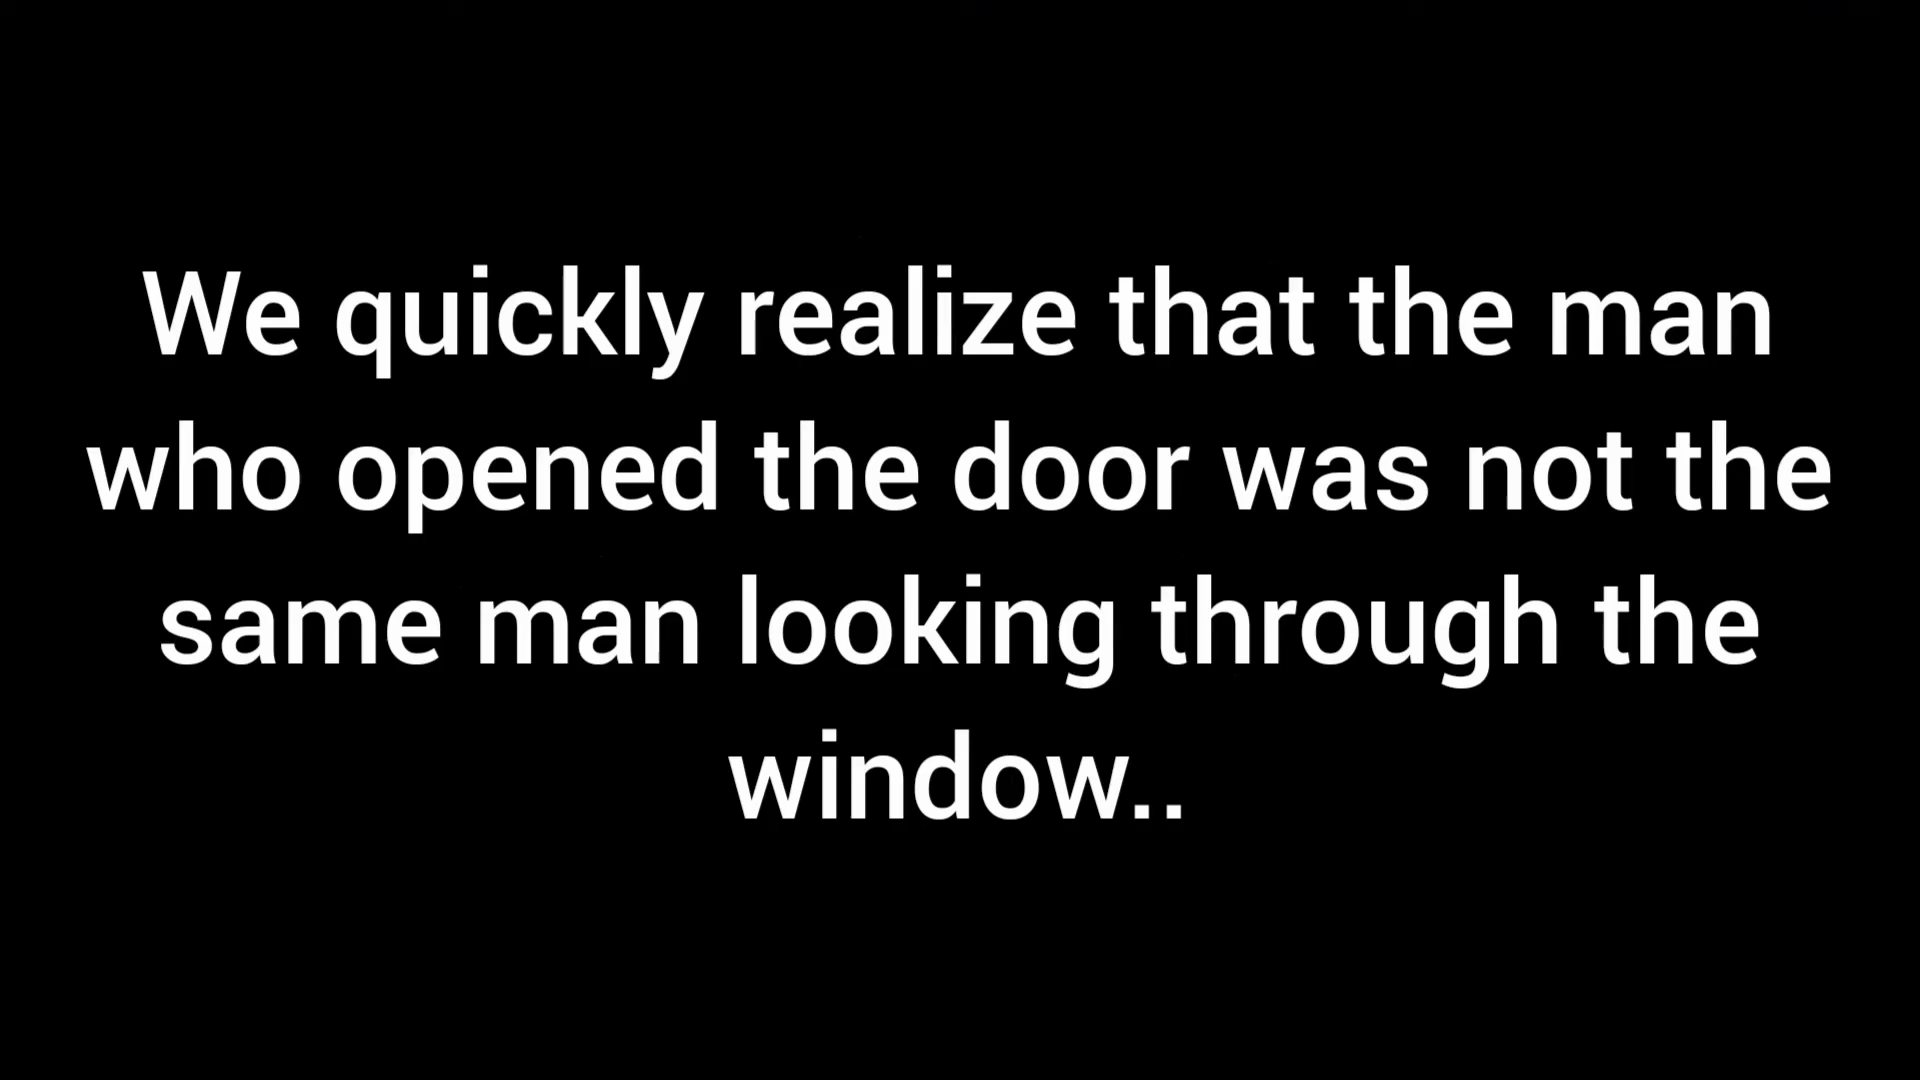 We quickly realize that the man
who opened the door was not the
same man looking through the
window..